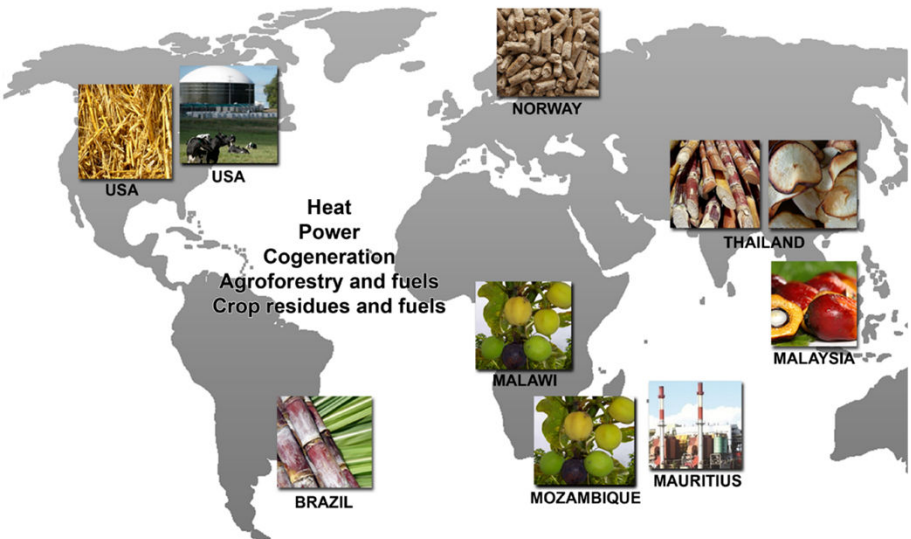 NORWAY
USA
USA
Heat
Power
Cogeneration
Agroforestry and fuels
Crop residues and fuels
THAILAND
MALAYSIA
MALAWI
BRAZIL
MOZAMBIQUE
MAURITIUS